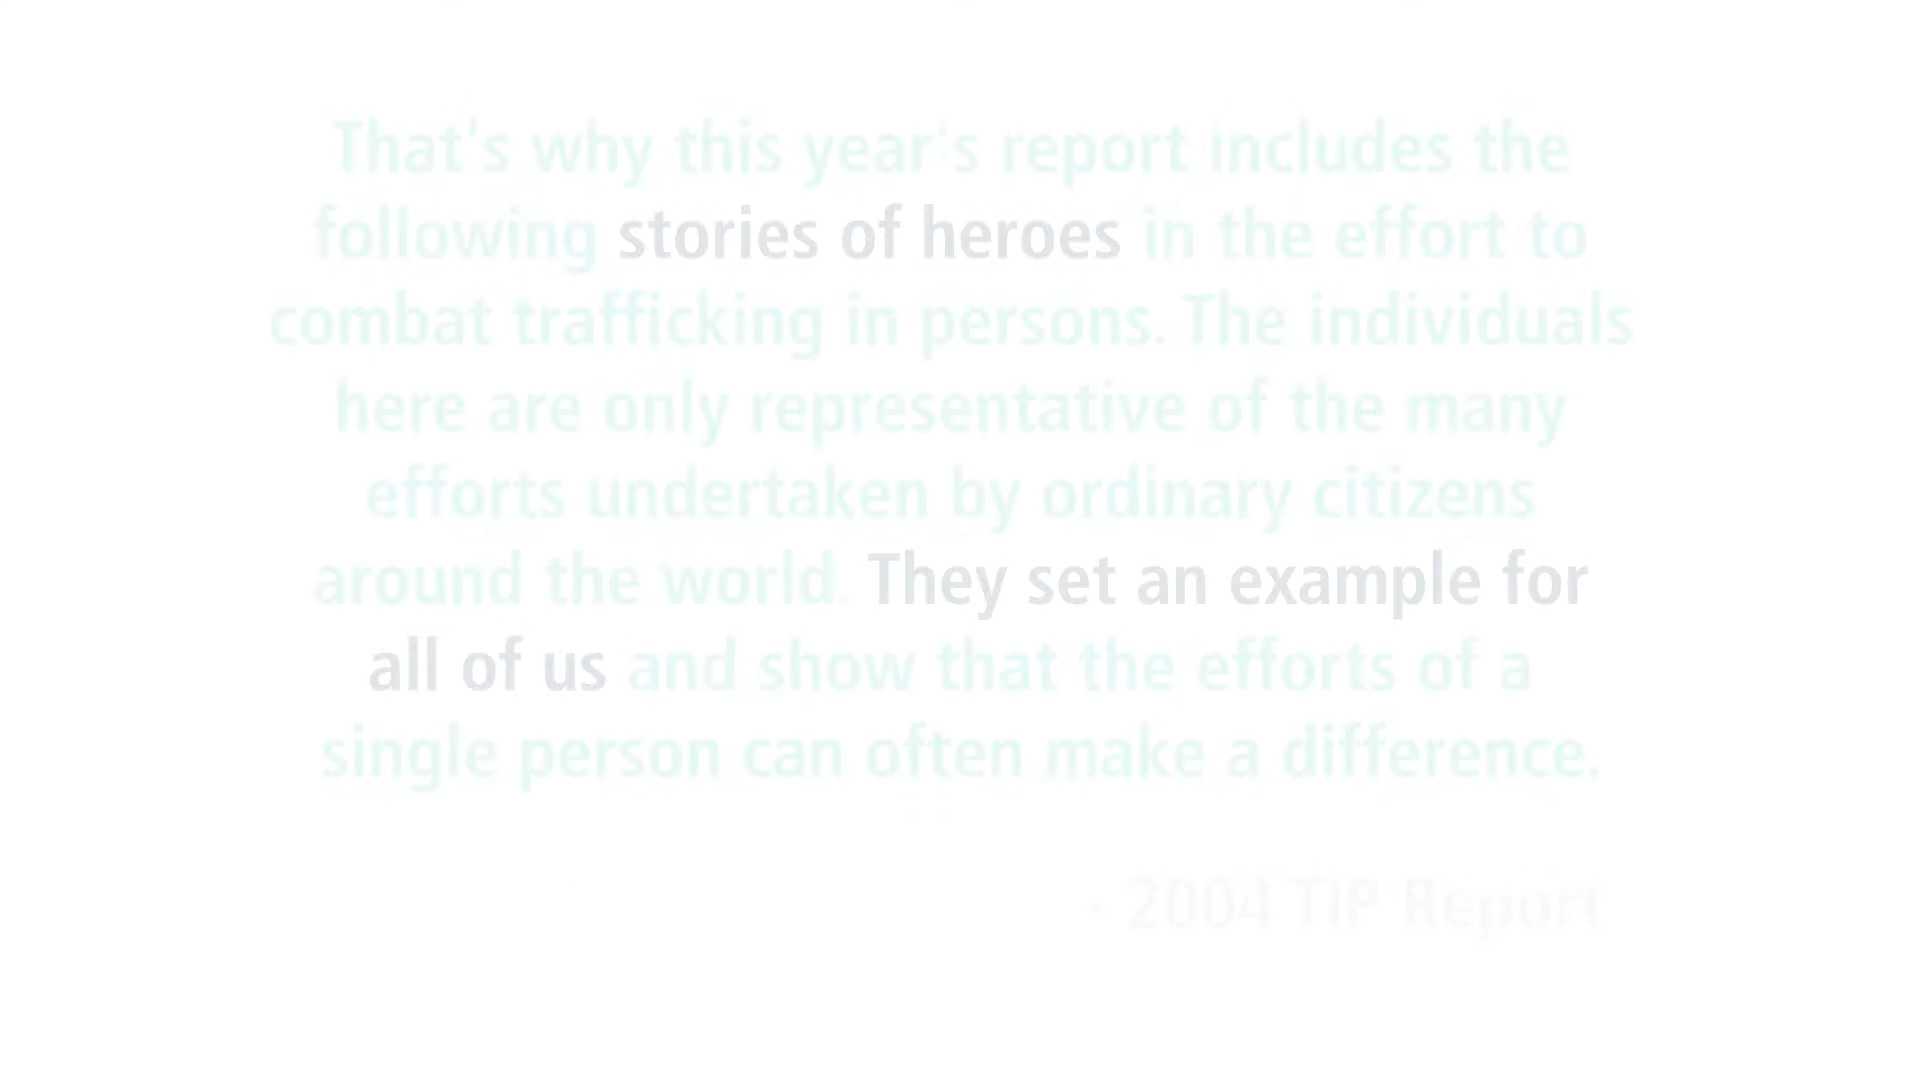 That's why this year's report includes the
following stories of heroes in the effort to
combat trafficking in persons. The individuals
here are only representative of the many
efforts undertaken by ordinary citizens
around the world. They set an example for
all of us and show that the efforts of a
single person can often make a difference.
- 2004 TIP Report